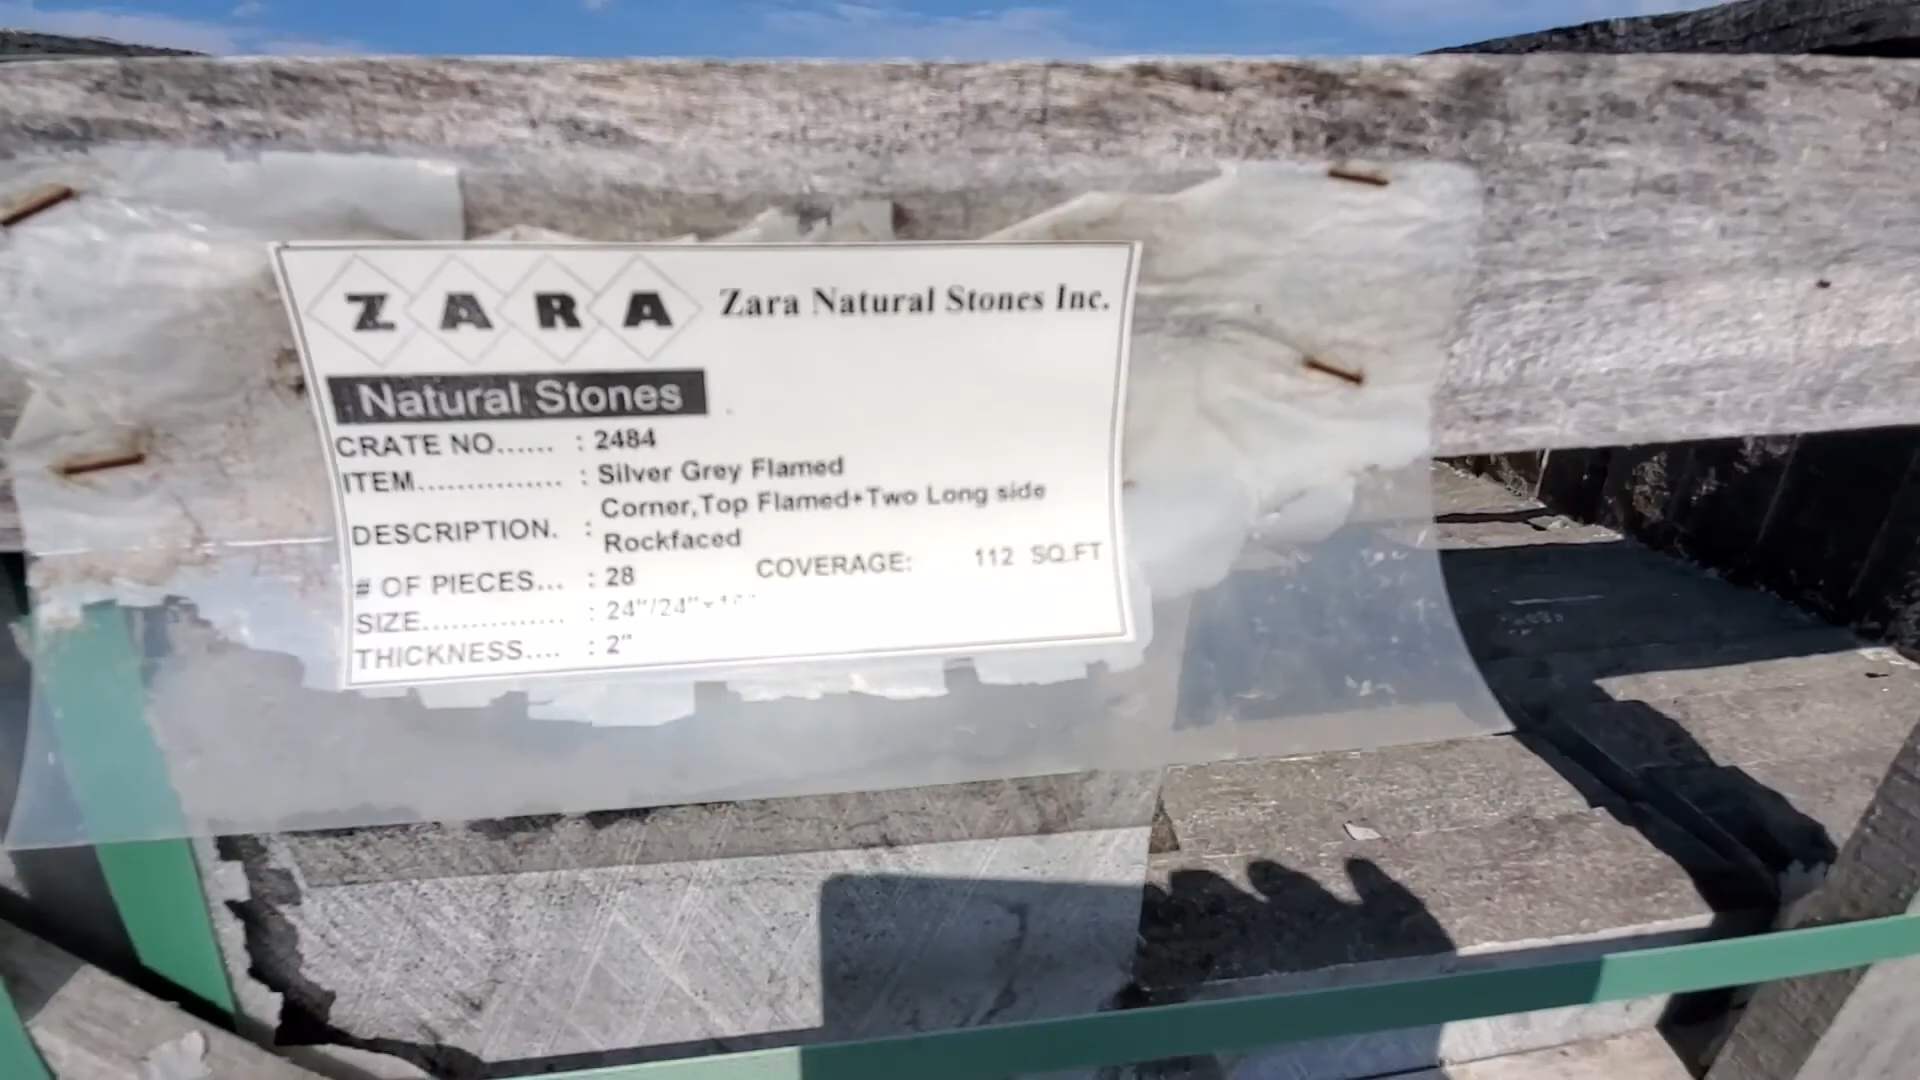 ZARA Zara Natural Stones Inc.
Natural Stones
CRATE NO...... : 2484
ITEM............... : Silver Grey Flamed
DESCRIPTION. : Corner,Top Flamed+Two Long side
Rockfaced
# OF PIECES... : 28 COVERAGE: 112 SQ.FT
SIZE............... : 24"/24"
THICKNESS.... : 2"